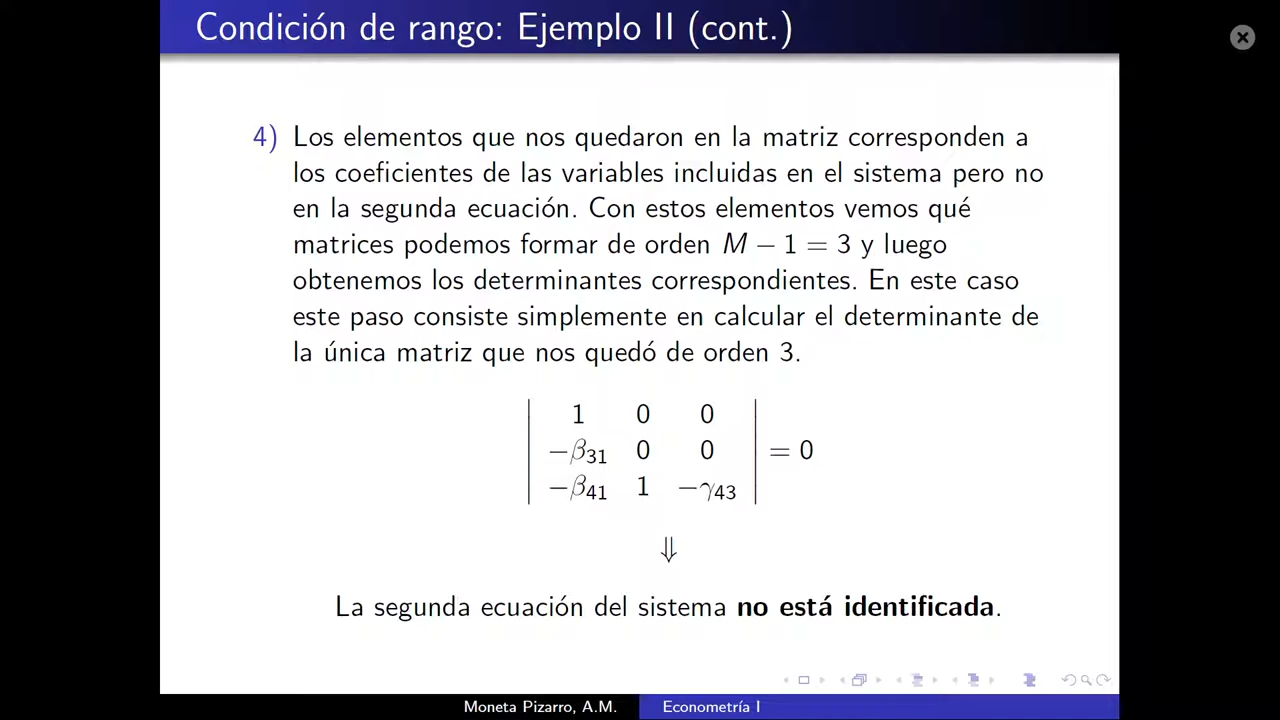 Condición de rango: Ejemplo II (cont.)
4) Los elementos que nos quedaron en la matriz corresponden a
los coeficientes de las variables incluidas en el sistema pero no
en la segunda ecuación. Con estos elementos vemos qué
matrices podemos formar de orden M − 1 = 3 y luego
obtenemos los determinantes correspondientes. En este caso
este paso consiste simplemente en calcular el determinante de
la única matriz que nos quedó de orden 3.
1 0 0
−β31 0 0 = 0
−β41 1 −γ43
⇓
La segunda ecuación del sistema no está identificada.
Moneta Pizarro, A.M. Econometría I